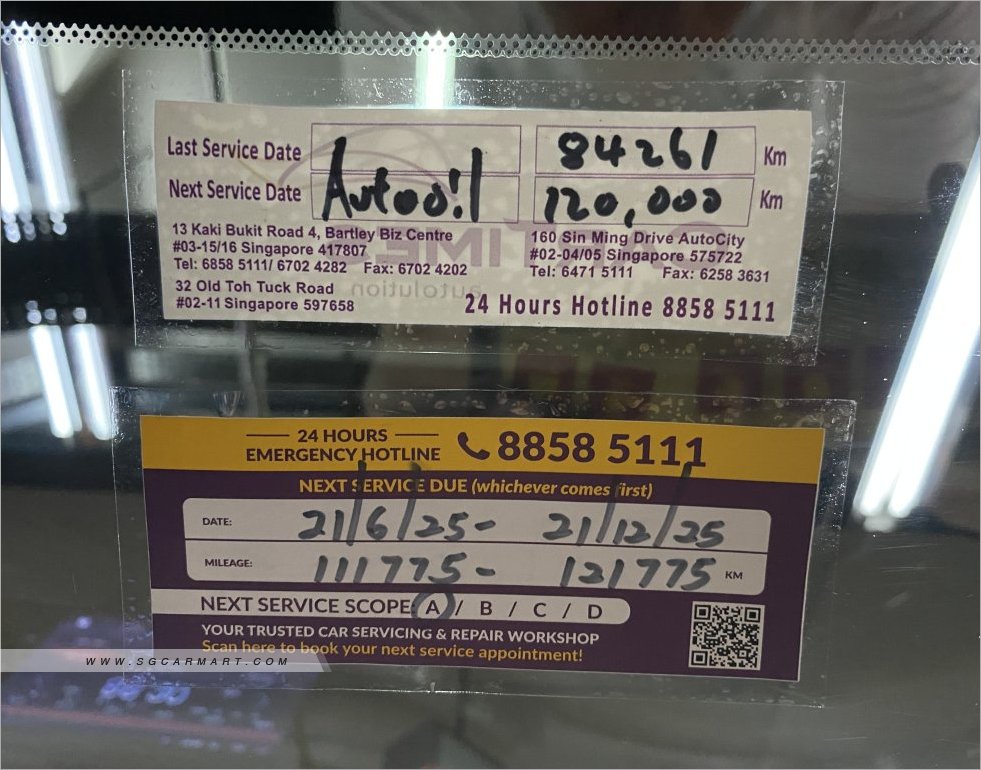 Last Service Date 84261 Km
Next Service Date Autooil 120,000 Km
13 Kaki Bukit Road 4, Bartley Biz Centre
#03-15/16 Singapore 417807
Tel: 6858 5111/ 6702 4282 Fax: 6702 4202
32 Old Toh Tuck Road
#02-11 Singapore 597658
160 Sin Ming Drive AutoCity
#02-04/05 Singapore 575722
Tel: 6471 5111 Fax: 6258 3631
24 Hours Hotline 8858 5111
24 HOURS
EMERGENCY HOTLINE
8858 5111
NEXT SERVICE DUE (whichever comes first)
DATE: 21/6/25 - 21/12/25
MILEAGE: 111775 - 121775 KM
NEXT SERVICE SCOPE: A / B / C / D
YOUR TRUSTED CAR SERVICING & REPAIR WORKSHOP
Scan here to book your next service appointment!
WWW.SGCARMART.COM